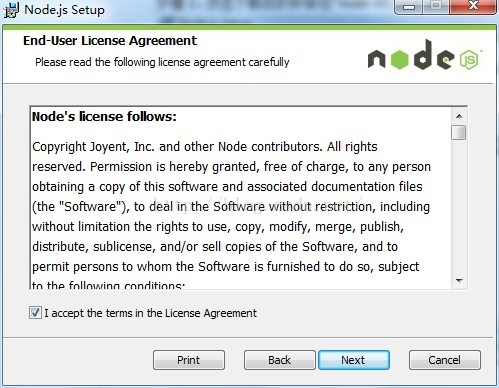 Node.js Setup
End-User License Agreement
Please read the following license agreement carefully
node
JS
Node's license follows:
Copyright Joyent, Inc. and other Node contributors. All rights
reserved. Permission is hereby granted, free of charge, to any person
obtaining a copy of this software and associated documentation files
(the "Software"), to deal in the Software without restriction, including
without limitation the rights to use, copy, modify, merge, publish,
distribute, sublicense, and/or sell copies of the Software, and to
permit persons to whom the Software is furnished to do so, subject
to the following conditions:
I accept the terms in the License Agreement
Print
Back
Next
Cancel